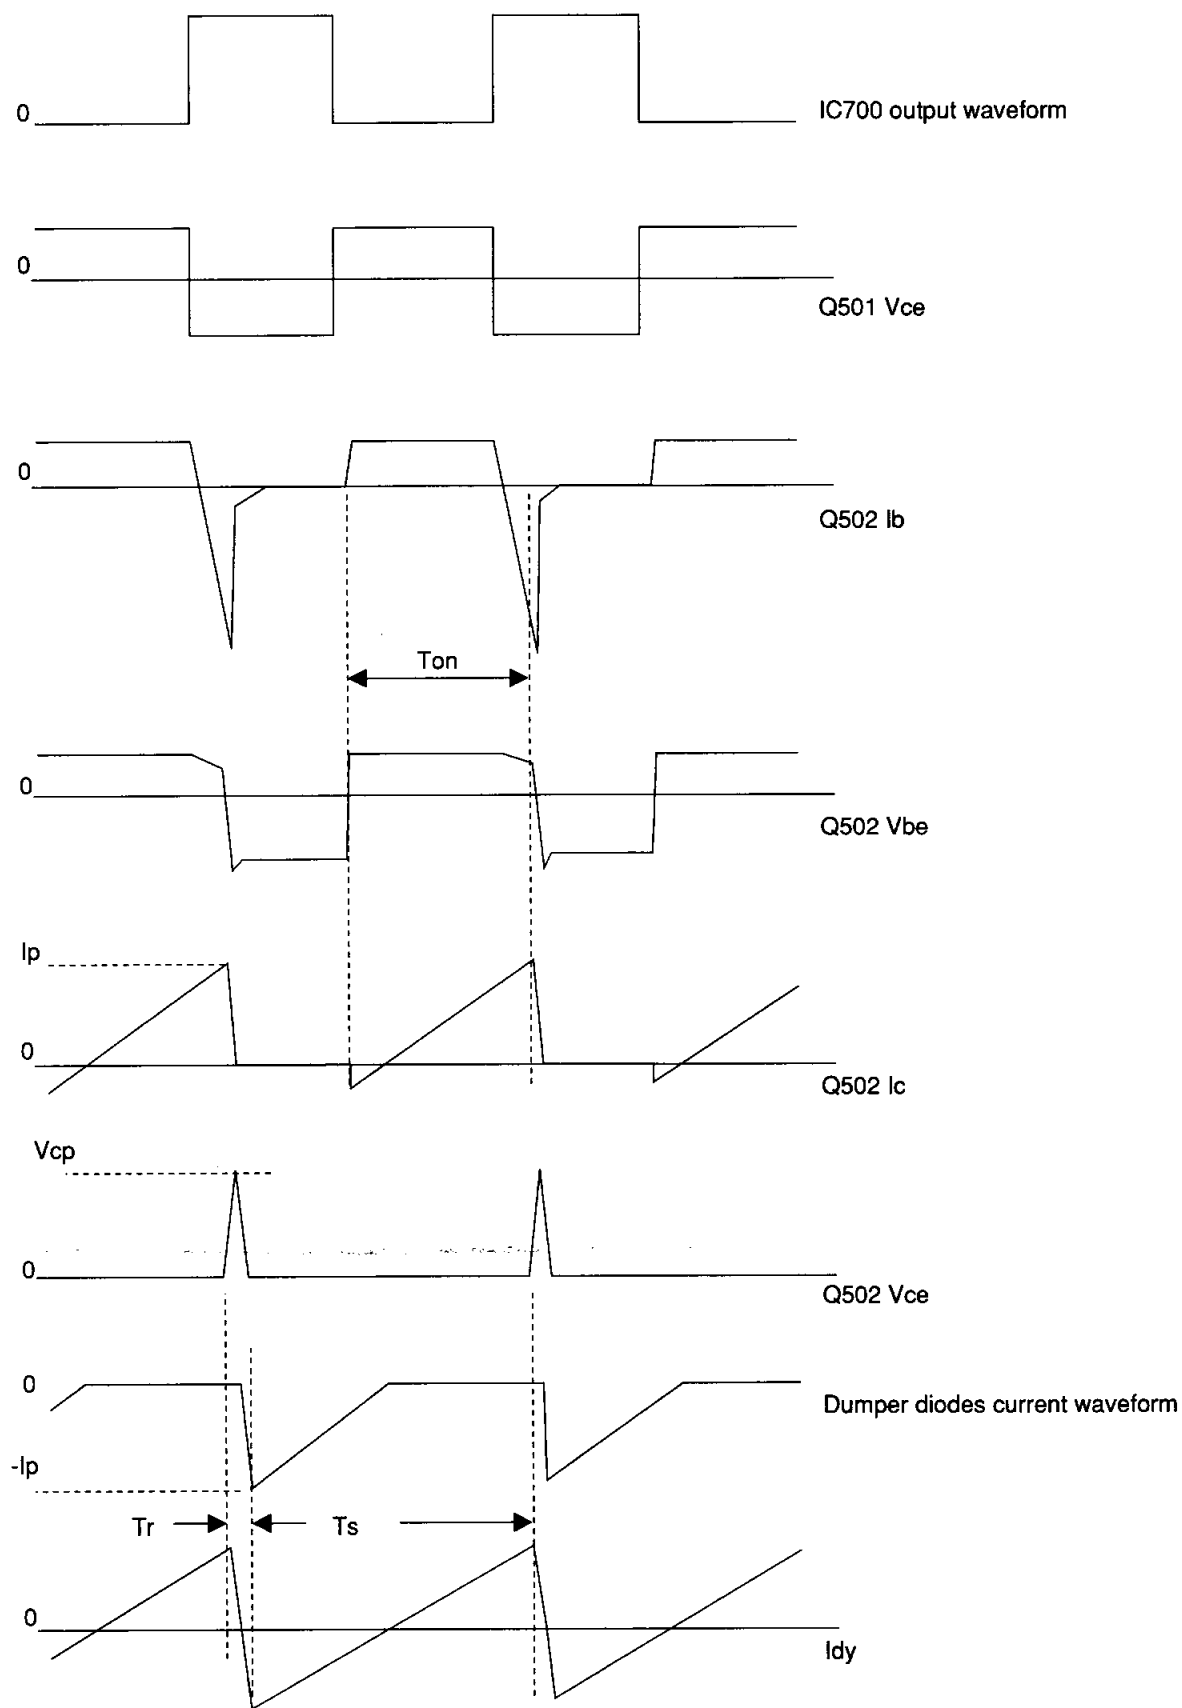 0
IC700 output waveform
0
Q501 Vce
0
Q502 Ib
Ton
0
Q502 Vbe
Ip
0
Q502 Ic
Vcp
0
Q502 Vce
0
Dumper diodes current waveform
-Ip
Tr
Ts
0
Idy